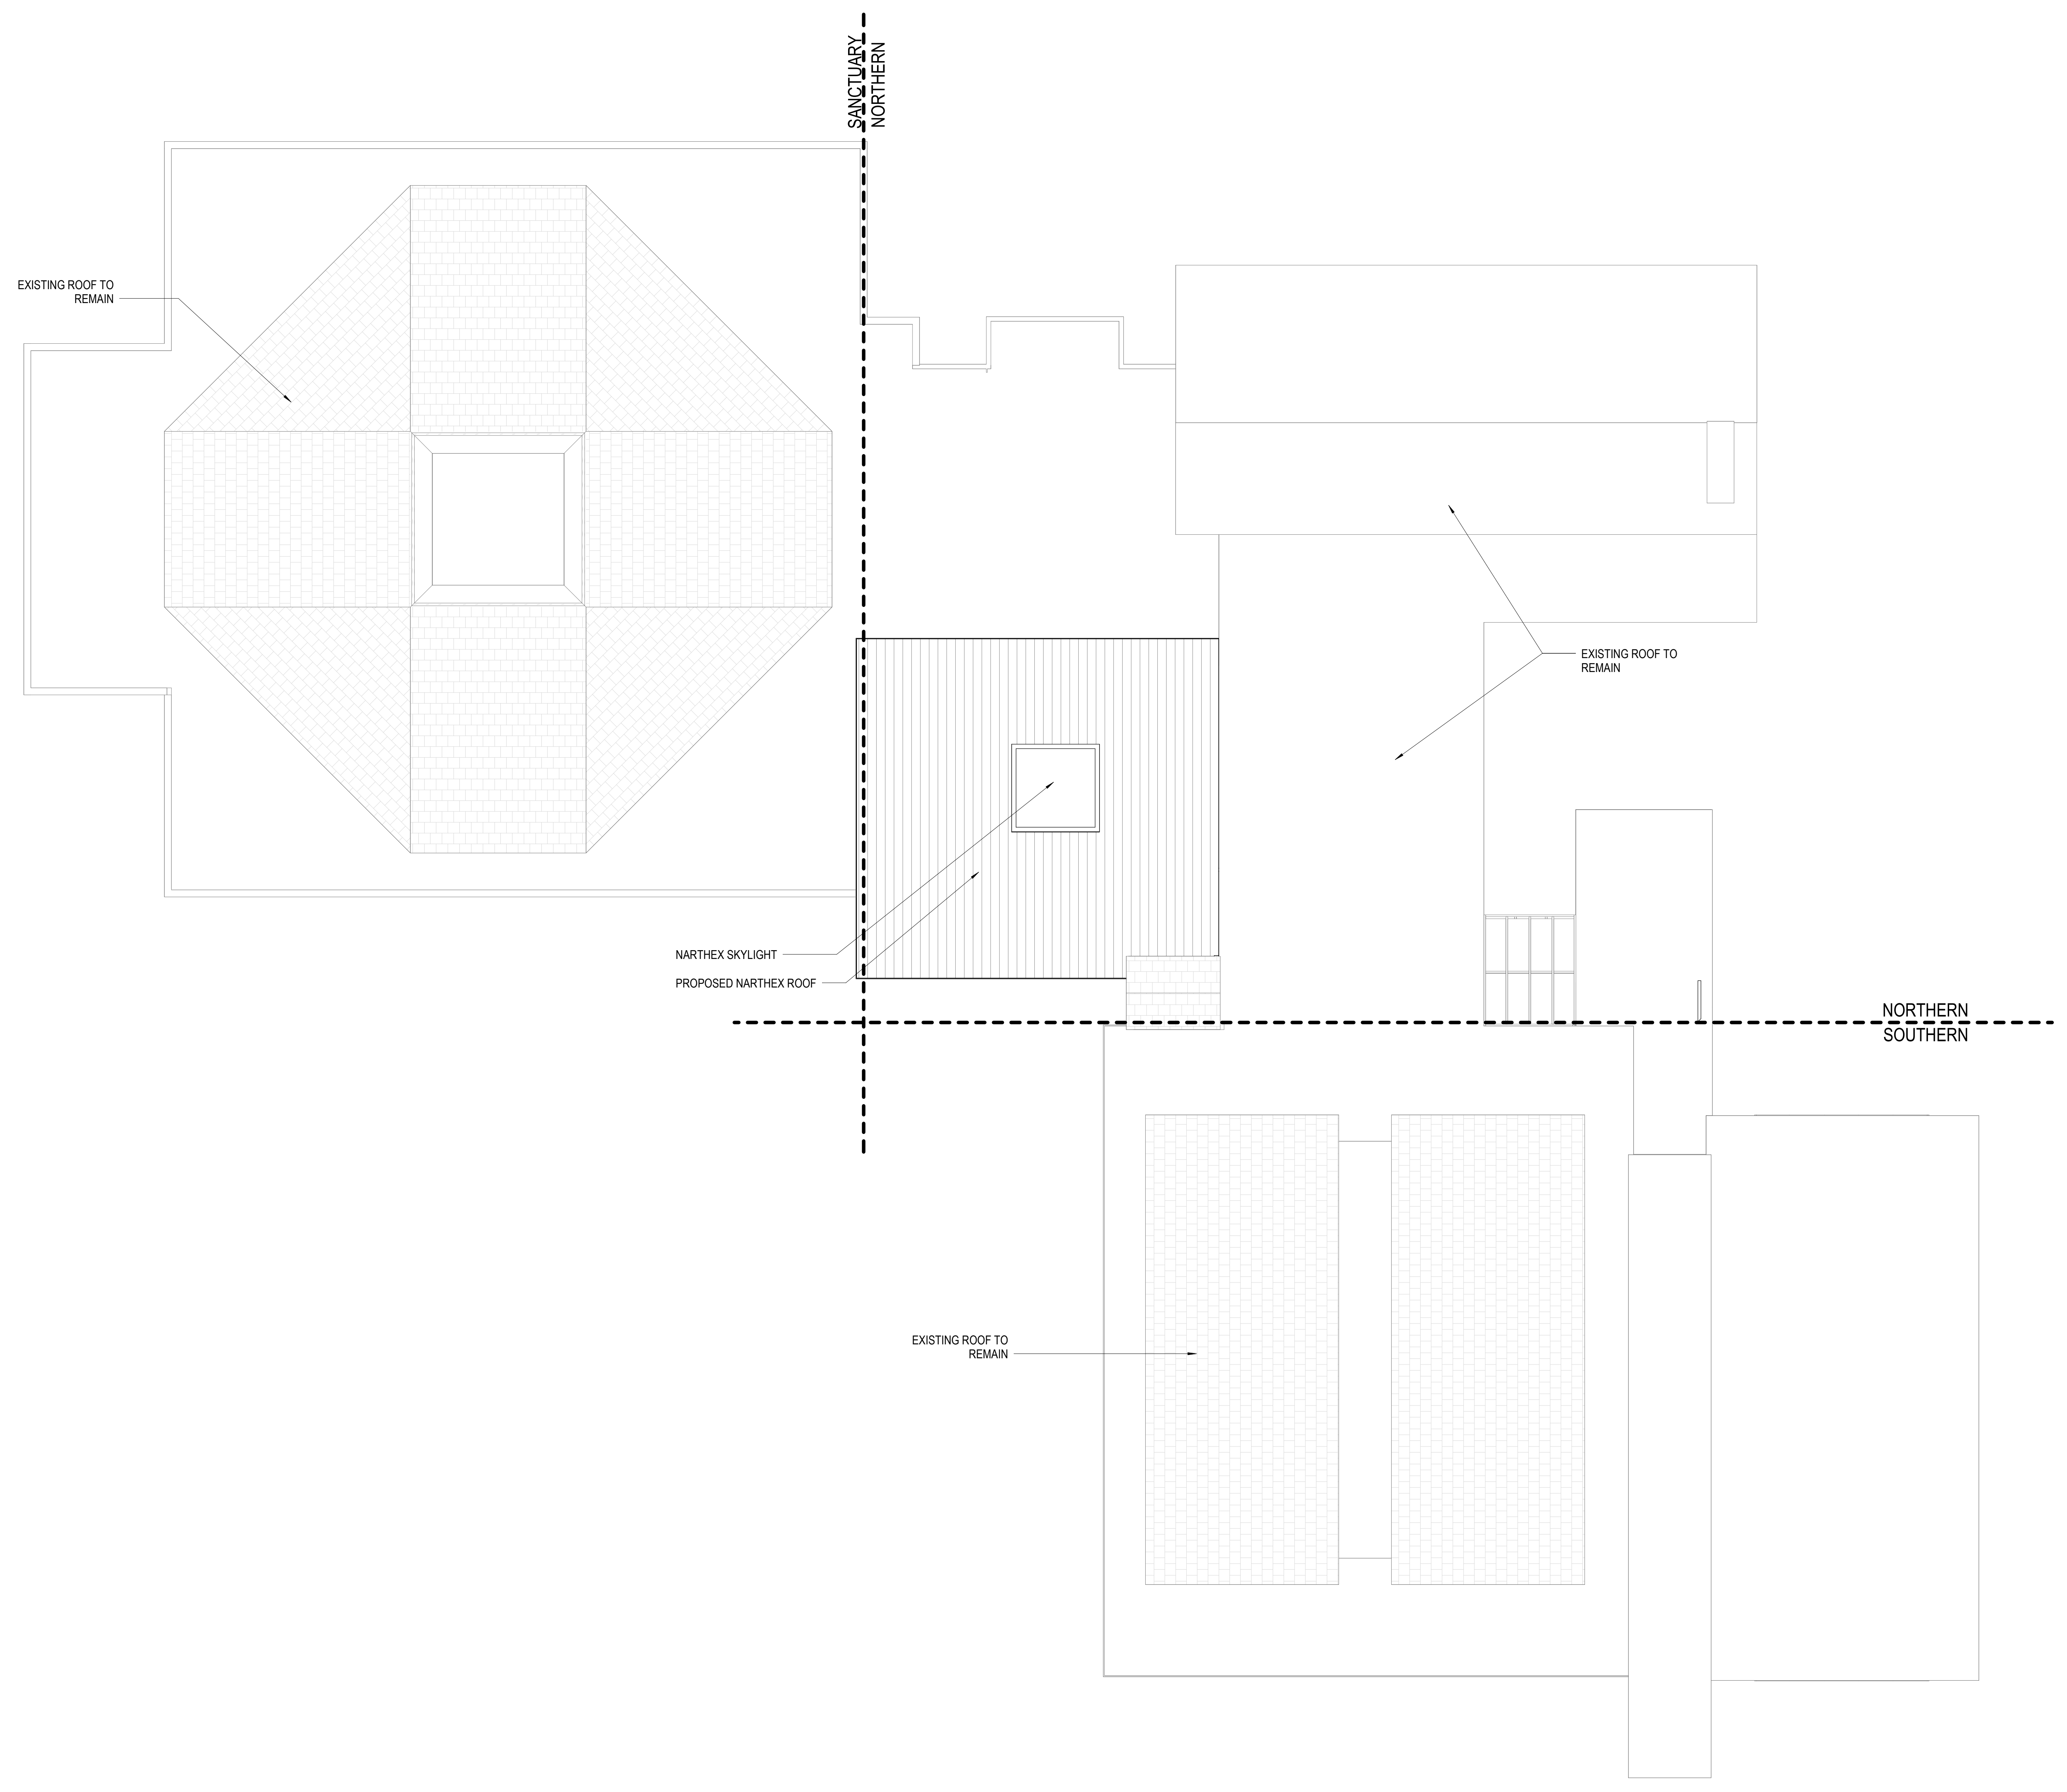 SANCTUARY
NORTHERN
EXISTING ROOF TO
REMAIN
EXISTING ROOF TO
REMAIN
NARTHEX SKYLIGHT
PROPOSED NARTHEX ROOF
NORTHERN
SOUTHERN
EXISTING ROOF TO
REMAIN